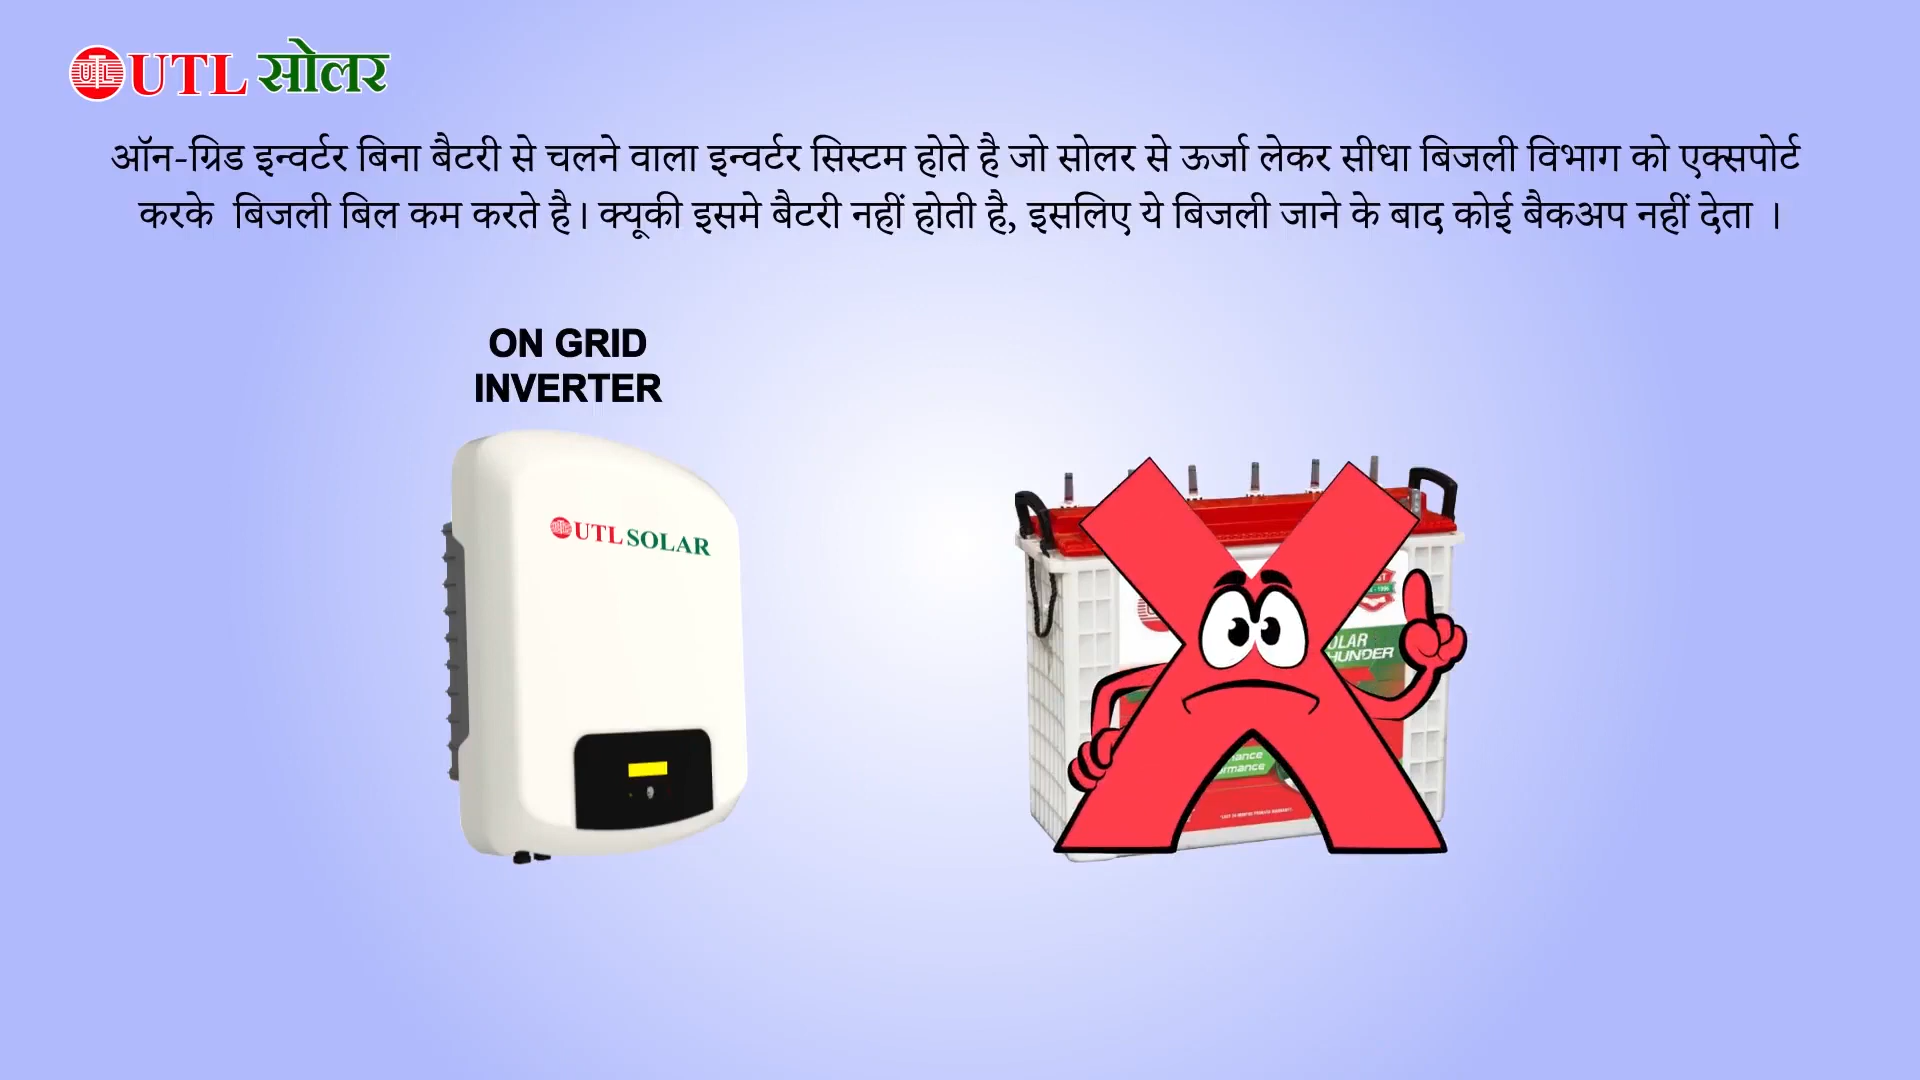 UTL सोलर
ऑन-ग्रिड इन्वर्टर बिना बैटरी से चलने वाला इन्वर्टर सिस्टम होते है जो सोलर से ऊर्जा लेकर सीधा बिजली विभाग को एक्सपोर्ट
करके बिजली बिल कम करते है। क्यूकी इसमे बैटरी नहीं होती है, इसलिए ये बिजली जाने के बाद कोई बैकअप नहीं देता ।
ON GRID
INVERTER
UTL SOLAR